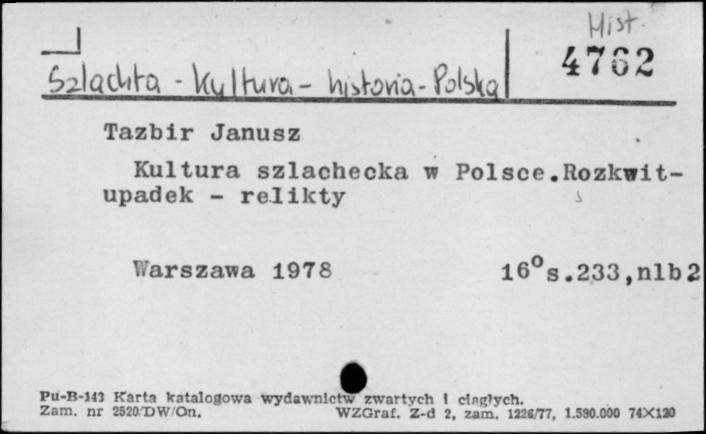 Hist.
4762
Szlachta - kultura - historia - Polska
Tazbir Janusz
Kultura szlachecka w Polsce.Rozkwit-
upadek - relikty
Warszawa 1978 16° s.233,nlb2
Pu-B-143 Karta katalogowa wydawnictw zwartych i ciągłych.
Zam. nr 2520/DW/On. WZGraf. Z-d 2, zam. 1226/77, 1.580.000 74X120